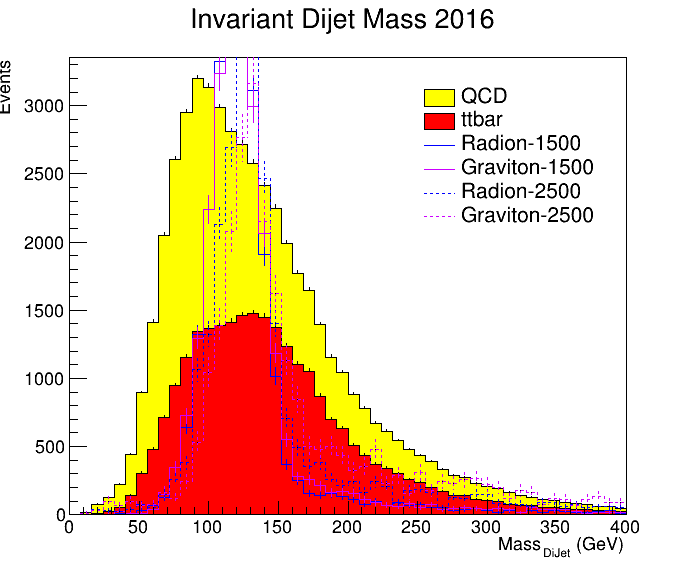 Invariant Dijet Mass 2016
Events
3000
2500
2000
1500
1000
500
0
QCD
ttbar
Radion-1500
Graviton-1500
Radion-2500
Graviton-2500
0 50 100 150 200 250 300 350 400
Mass DiJet (GeV)